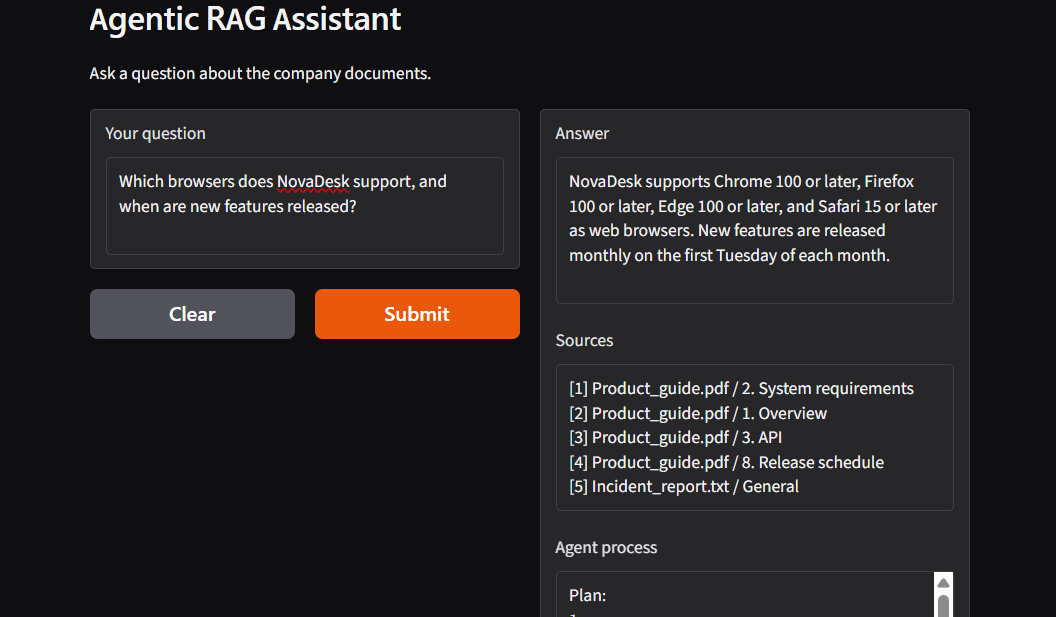 Agentic RAG Assistant
Ask a question about the company documents.
Your question
Which browsers does NovaDesk support, and
when are new features released?
Clear
Submit
Answer
NovaDesk supports Chrome 100 or later, Firefox
100 or later, Edge 100 or later, and Safari 15 or later
as web browsers. New features are released
monthly on the first Tuesday of each month.
Sources
[1] Product_guide.pdf / 2. System requirements
[2] Product_guide.pdf / 1. Overview
[3] Product_guide.pdf / 3. API
[4] Product_guide.pdf / 8. Release schedule
[5] Incident_report.txt / General
Agent process
Plan: